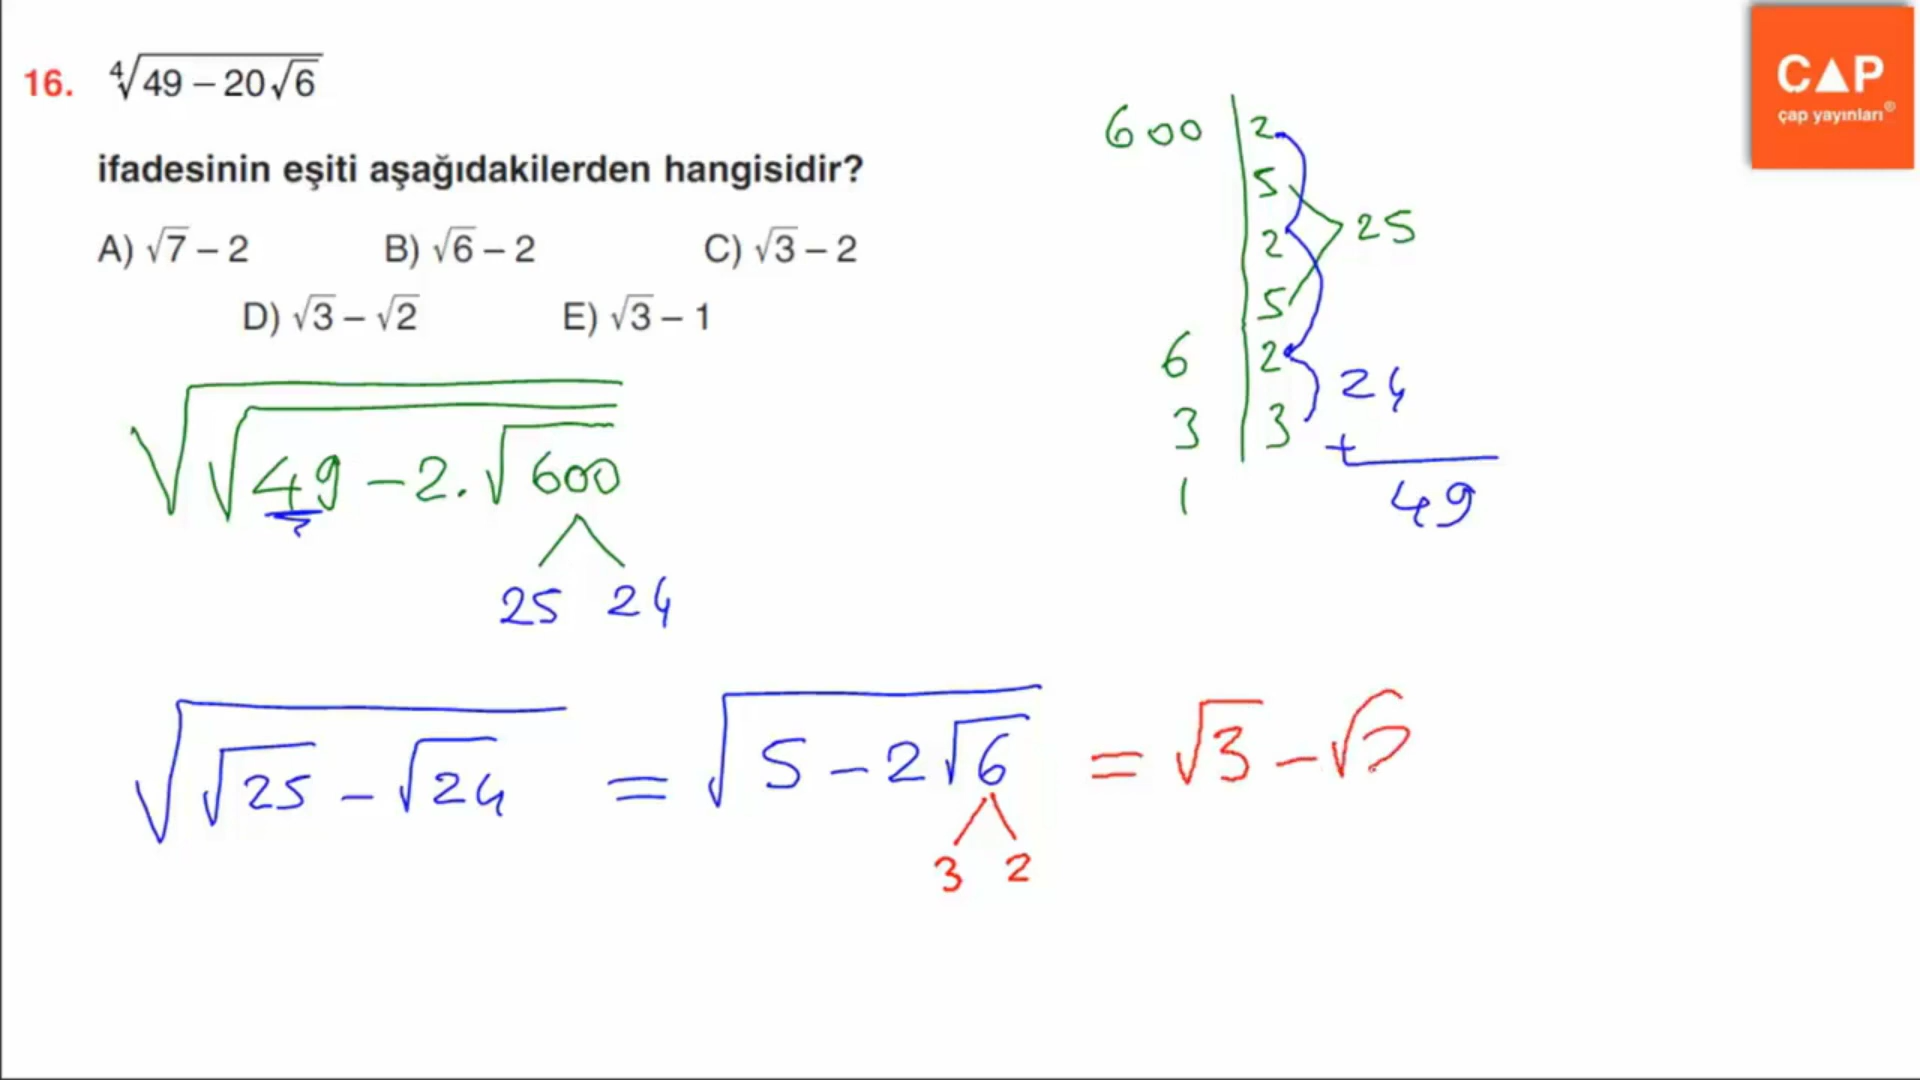 16. ⁴√(49 – 20√6)
ifadesinin eşiti aşağıdakilerden hangisidir?
A) √7 – 2 B) √6 – 2 C) √3 – 2
D) √3 – √2 E) √3 – 1
√√(49 – 2.√600)
25 24
√(√25 – √24) = √(5 – 2√6) = √3 – √2
3 2
600 | 2
5
2
5
25
6 | 2
3 | 3
1
24
+
49
ÇAP
çap yayınları®